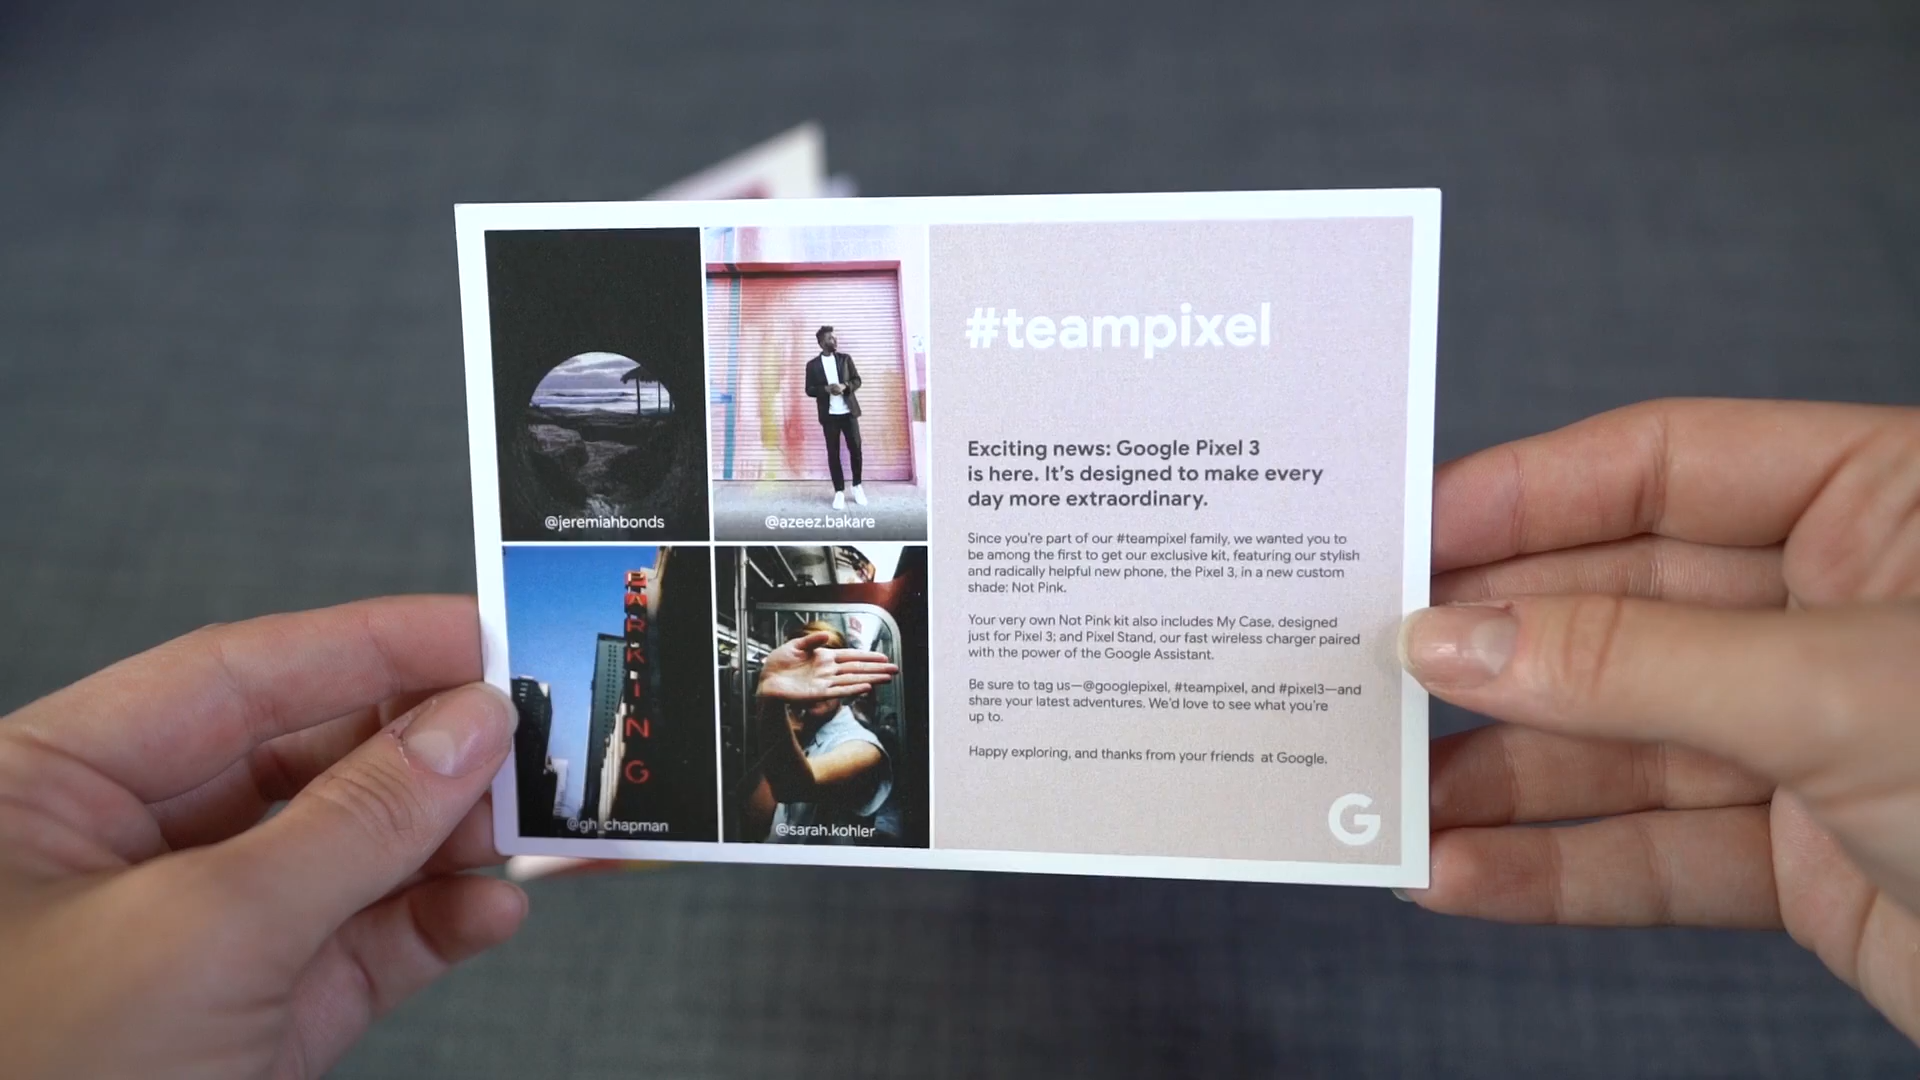 @jeremiahbonds
@azeez.bakare
PARKING
@gh_chapman
@sarah.kohler
#teampixel
Exciting news: Google Pixel 3
is here. It's designed to make every
day more extraordinary.
Since you're part of our #teampixel family, we wanted you to
be among the first to get our exclusive kit, featuring our stylish
and radically helpful new phone, the Pixel 3, in a new custom
shade: Not Pink.
Your very own Not Pink kit also includes My Case, designed
just for Pixel 3; and Pixel Stand, our fast wireless charger paired
with the power of the Google Assistant.
Be sure to tag us—@googlepixel, #teampixel, and #pixel3—and
share your latest adventures. We'd love to see what you're
up to.
Happy exploring, and thanks from your friends at Google.
G